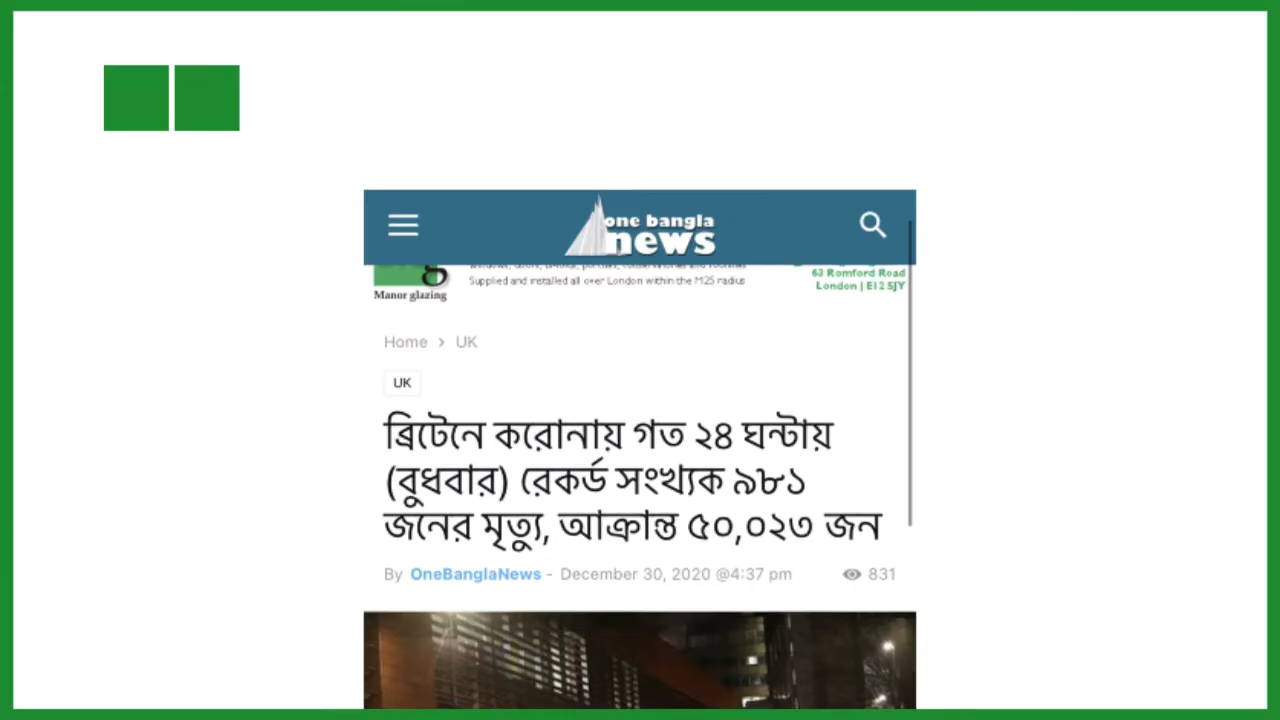 one bangla
news
Supplied and installed all over London within the M25 radius
63 Romford Road
London | E12 5JY
Manor glazing
Home > UK
UK
ব্রিটেনে করোনায় গত ২৪ ঘন্টায়
(বুধবার) রেকর্ড সংখ্যক ৯৮১
জনের মৃত্যু, আক্রান্ত ৫০,০২৩ জন
By OneBanglaNews - December 30, 2020 @4:37 pm 831